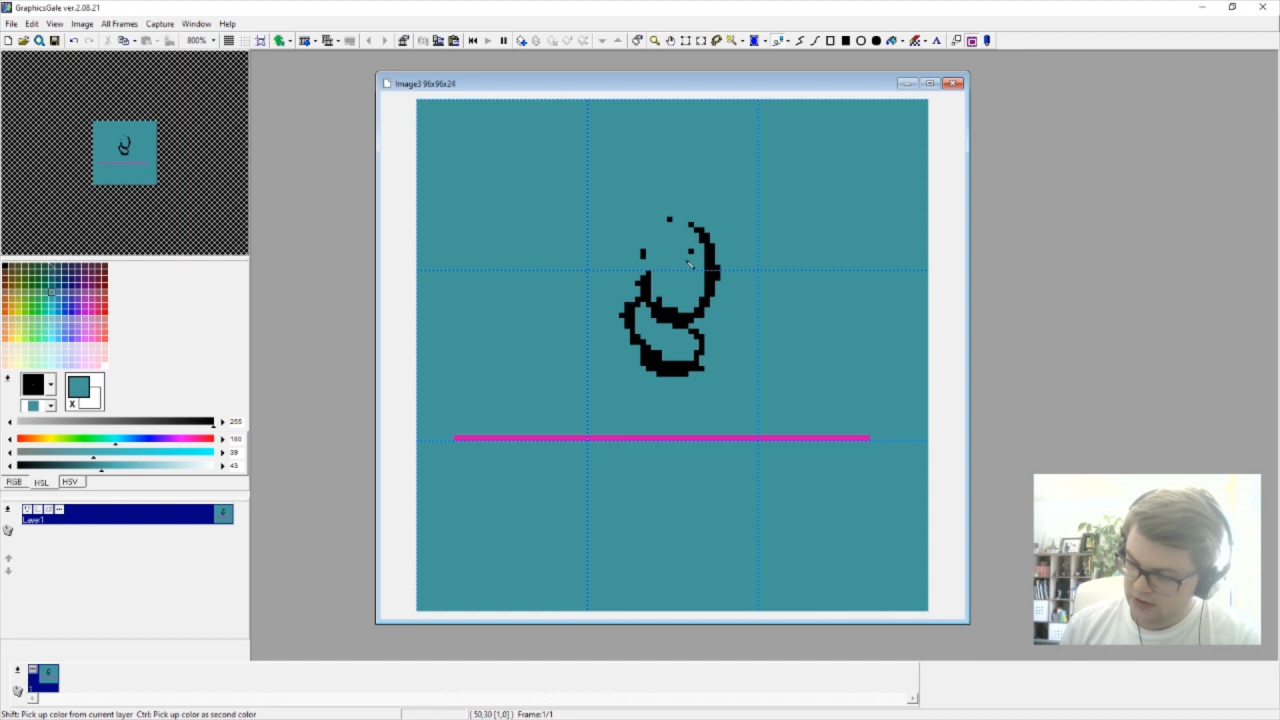 GraphicsGale ver.2.08.21
File Edit View Image All Frames Capture Window Help
800%
A
Image3 96x96x24
X
255
180
39
43
RGB HSL HSV
Layer1
1
Shift: Pick up color from current layer Ctrl: Pick up color as second color
( 50,30 [1,0] ) Frame:1/1